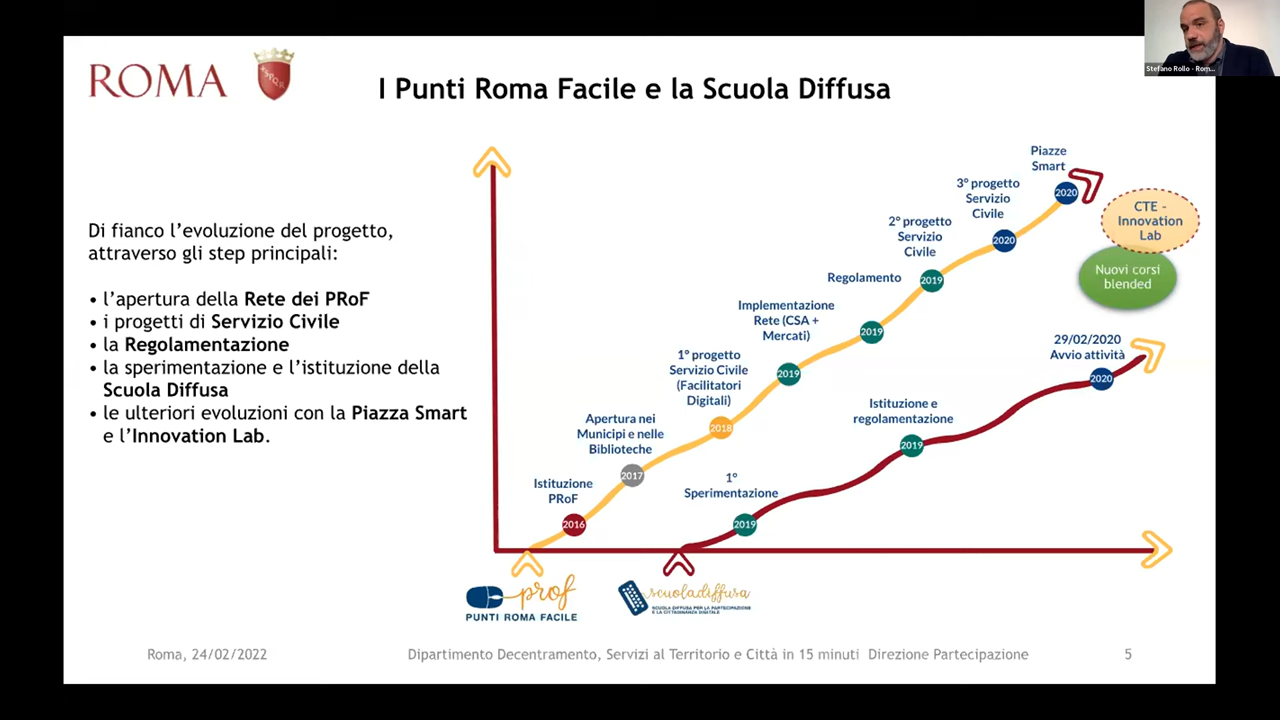 Stefano Rollo - Rom...
ROMA
I Punti Roma Facile e la Scuola Diffusa
Di fianco l’evoluzione del progetto,
attraverso gli step principali:
• l’apertura della Rete dei PRoF
• i progetti di Servizio Civile
• la Regolamentazione
• la sperimentazione e l’istituzione della
Scuola Diffusa
• le ulteriori evoluzioni con la Piazza Smart
e l’Innovation Lab.
Piazze
Smart
2020
3° progetto
Servizio
Civile
2020
2° progetto
Servizio
Civile
2019
Regolamento
2019
Implementazione
Rete (CSA +
Mercati)
2019
1° progetto
Servizio Civile
(Facilitatori
Digitali)
2018
Apertura nei
Municipi e nelle
Biblioteche
2017
Istituzione
PRoF
2016
CTE -
Innovation
Lab
Nuovi corsi
blended
29/02/2020
Avvio attività
2020
Istituzione e
regolamentazione
2019
1°
Sperimentazione
2019
prof
PUNTI ROMA FACILE
scuoladiffusa
SCUOLA DIFFUSA PER LA PARTECIPAZIONE
E LA CITTADINANZA DIGITALE
Roma, 24/02/2022
Dipartimento Decentramento, Servizi al Territorio e Città in 15 minuti Direzione Partecipazione
5